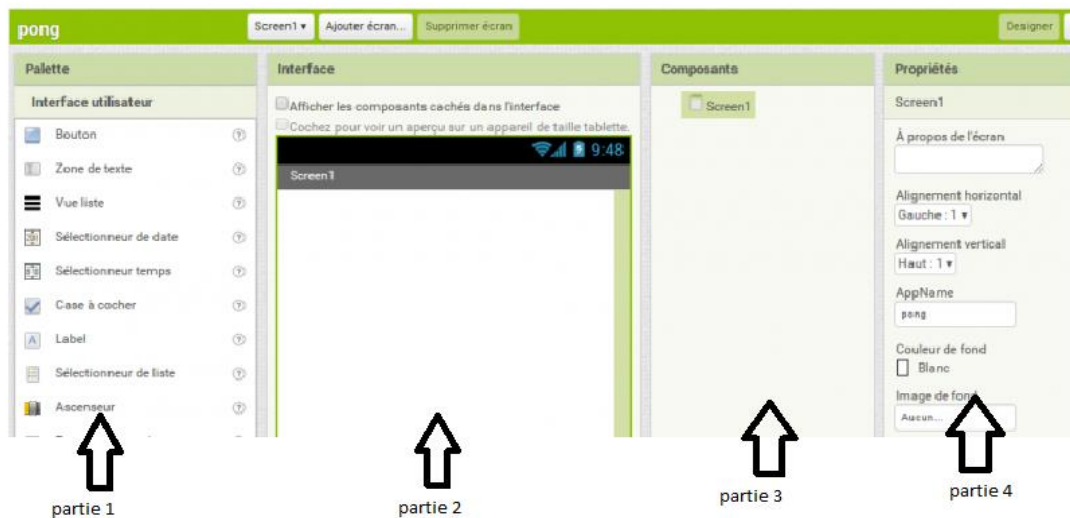 pong
Screen1 Ajouter écran... Supprimer écran Designer
Palette
Interface utilisateur
Bouton
Zone de texte
Vue liste
Sélectionneur de date
Sélectionneur temps
Case à cocher
Label
Sélectionneur de liste
Ascenseur
Interface
Afficher les composants cachés dans l'interface
Cochez pour voir un aperçu sur un appareil de taille tablette.
9:48
Screen1
Composants
Screen1
Propriétés
Screen1
À propos de l'écran
Alignement horizontal
Gauche : 1
Alignement vertical
Haut : 1
AppName
pong
Couleur de fond
Blanc
Image de fond
Aucun...
partie 1
partie 2
partie 3
partie 4